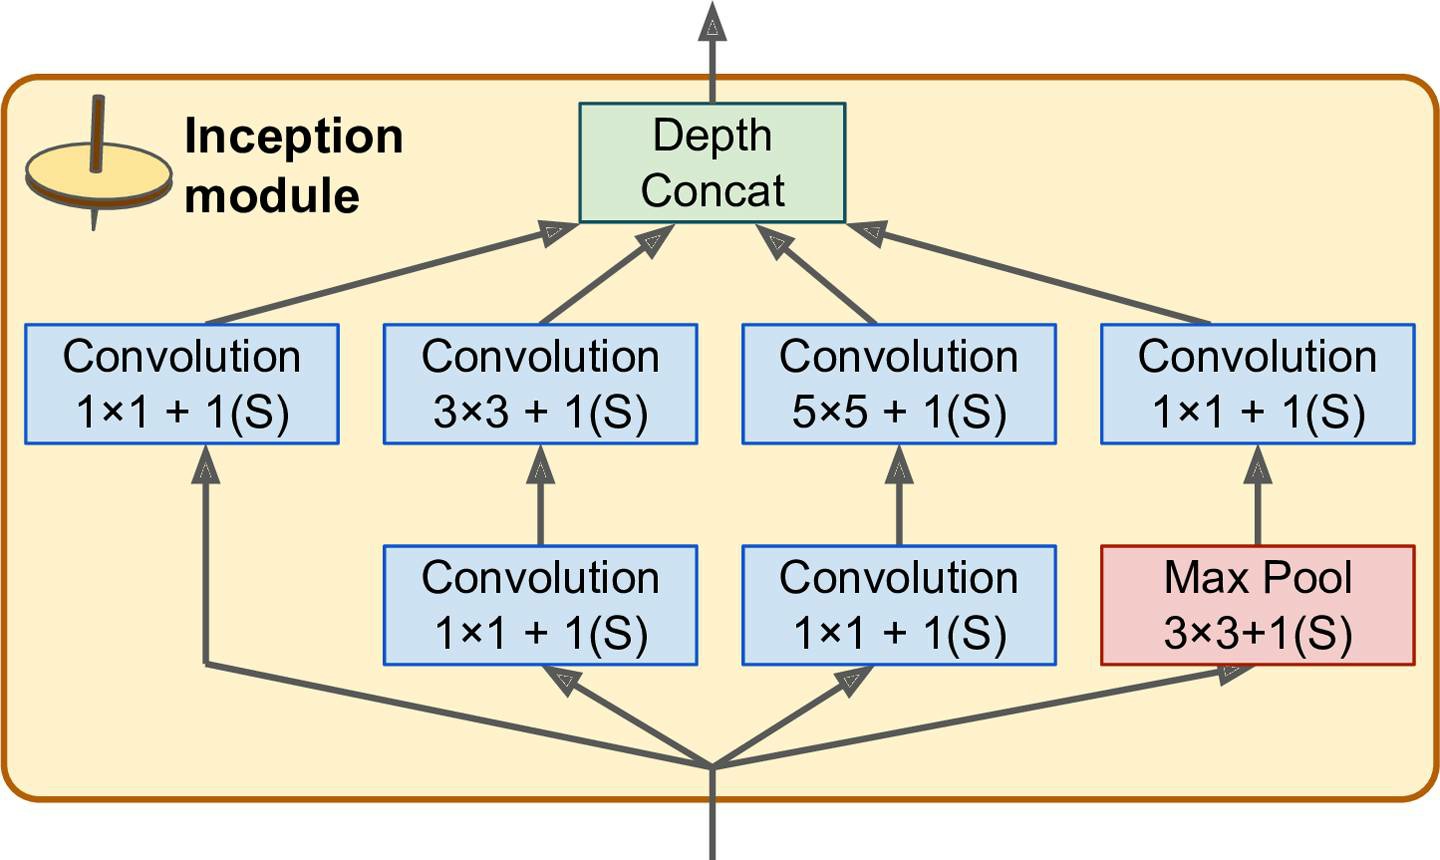 Inception
module
Depth
Concat
Convolution
1×1 + 1(S)
Convolution
3×3 + 1(S)
Convolution
5×5 + 1(S)
Convolution
1×1 + 1(S)
Convolution
1×1 + 1(S)
Convolution
1×1 + 1(S)
Max Pool
3×3+1(S)